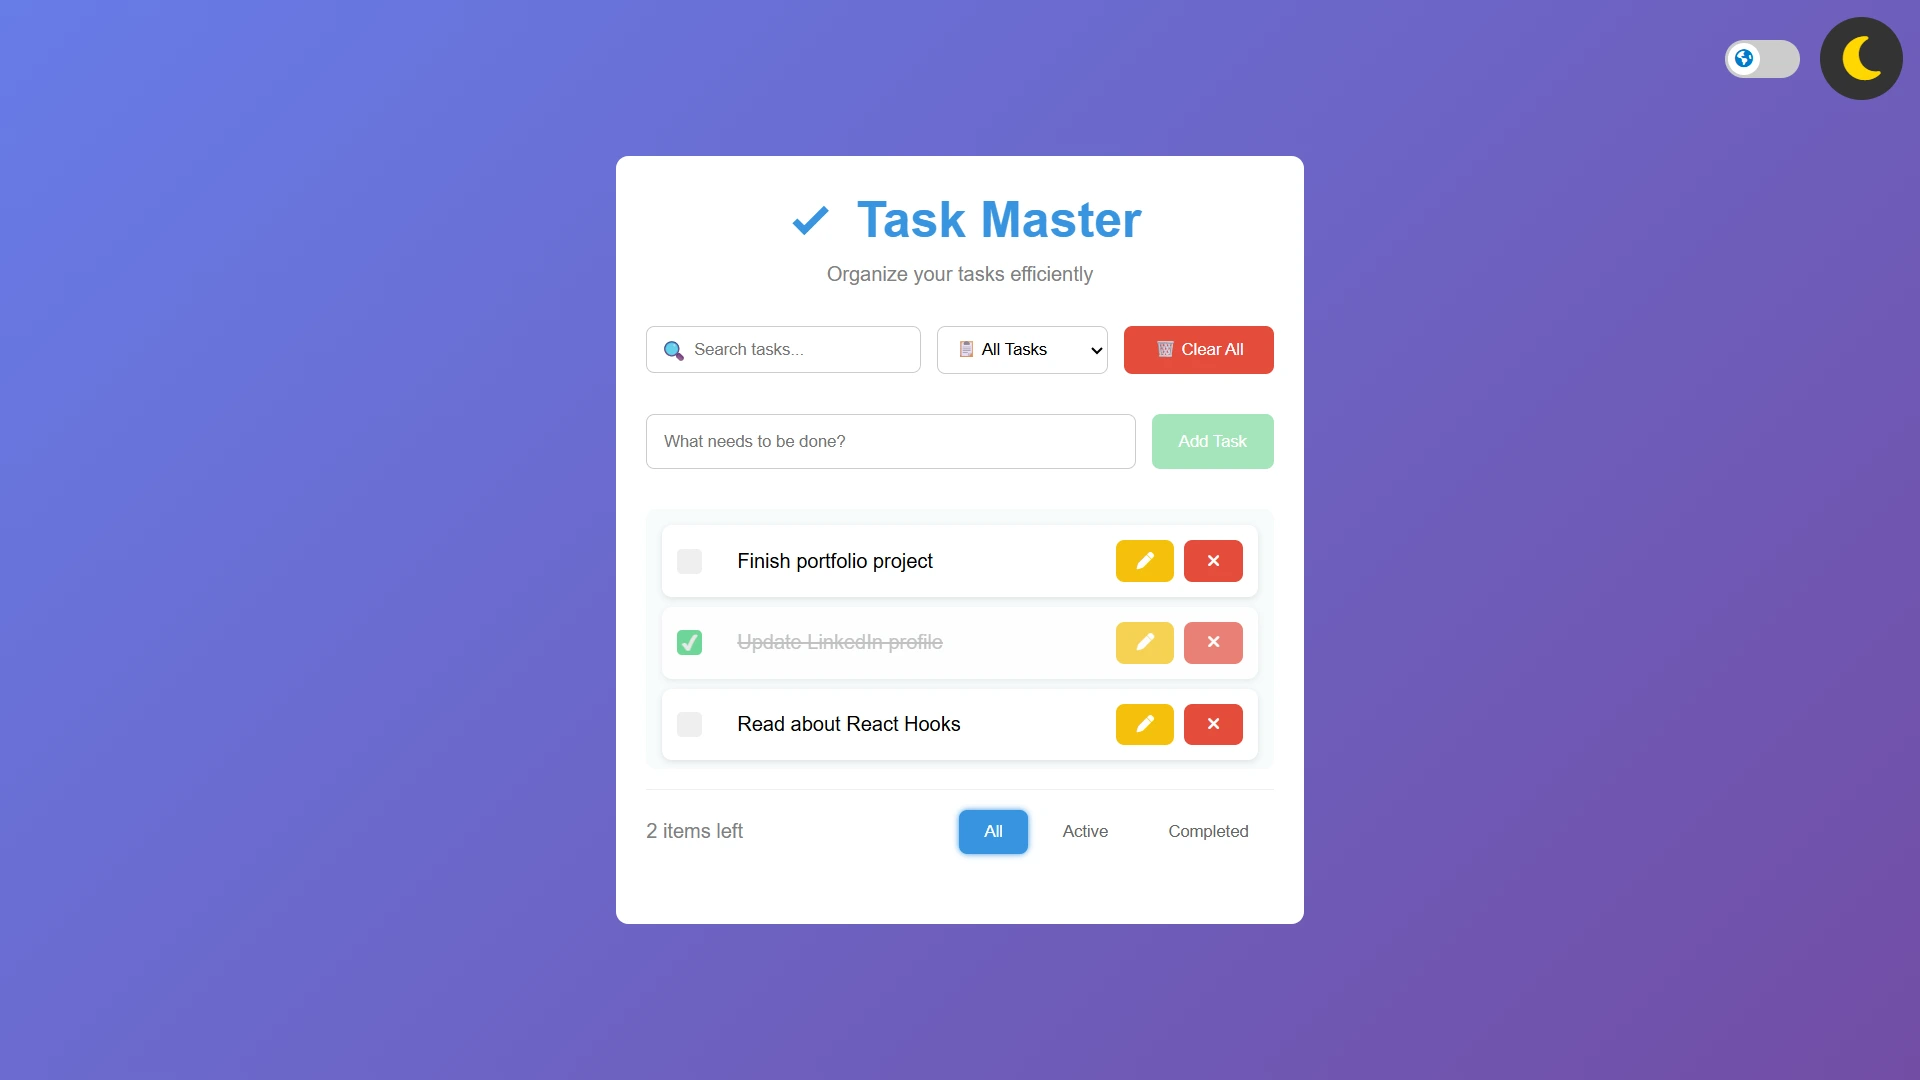 Task Master
Organize your tasks efficiently
Search tasks...
All Tasks
Clear All
What needs to be done?
Add Task
Finish portfolio project
Update LinkedIn profile
Read about React Hooks
2 items left
All
Active
Completed